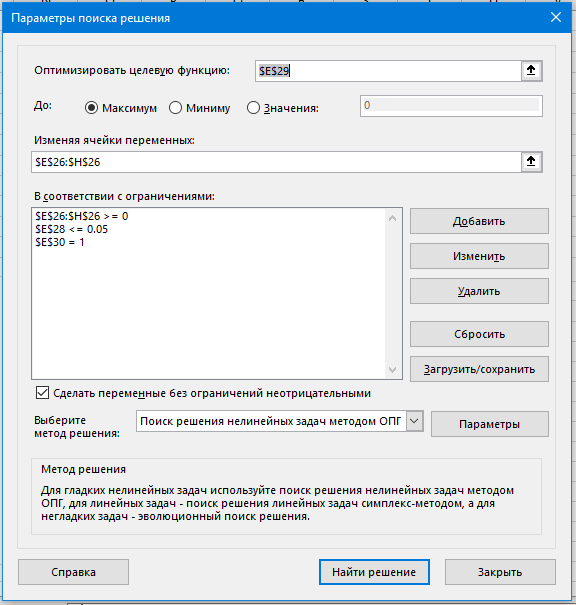 Параметры поиска решения
Оптимизировать целевую функцию: $E$29
До: Максимум Миниму Значения: 0
Изменяя ячейки переменных:
$E$26:$H$26
В соответствии с ограничениями:
$E$26:$H$26 >= 0
$E$28 <= 0.05
$E$30 = 1
Добавить
Изменить
Удалить
Сбросить
Загрузить/сохранить
Сделать переменные без ограничений неотрицательными
Выберите
метод решения:
Поиск решения нелинейных задач методом ОПГ
Параметры
Метод решения
Для гладких нелинейных задач используйте поиск решения нелинейных задач методом
ОПГ, для линейных задач - поиск решения линейных задач симплекс-методом, а для
негладких задач - эволюционный поиск решения.
Справка
Найти решение
Закрыть